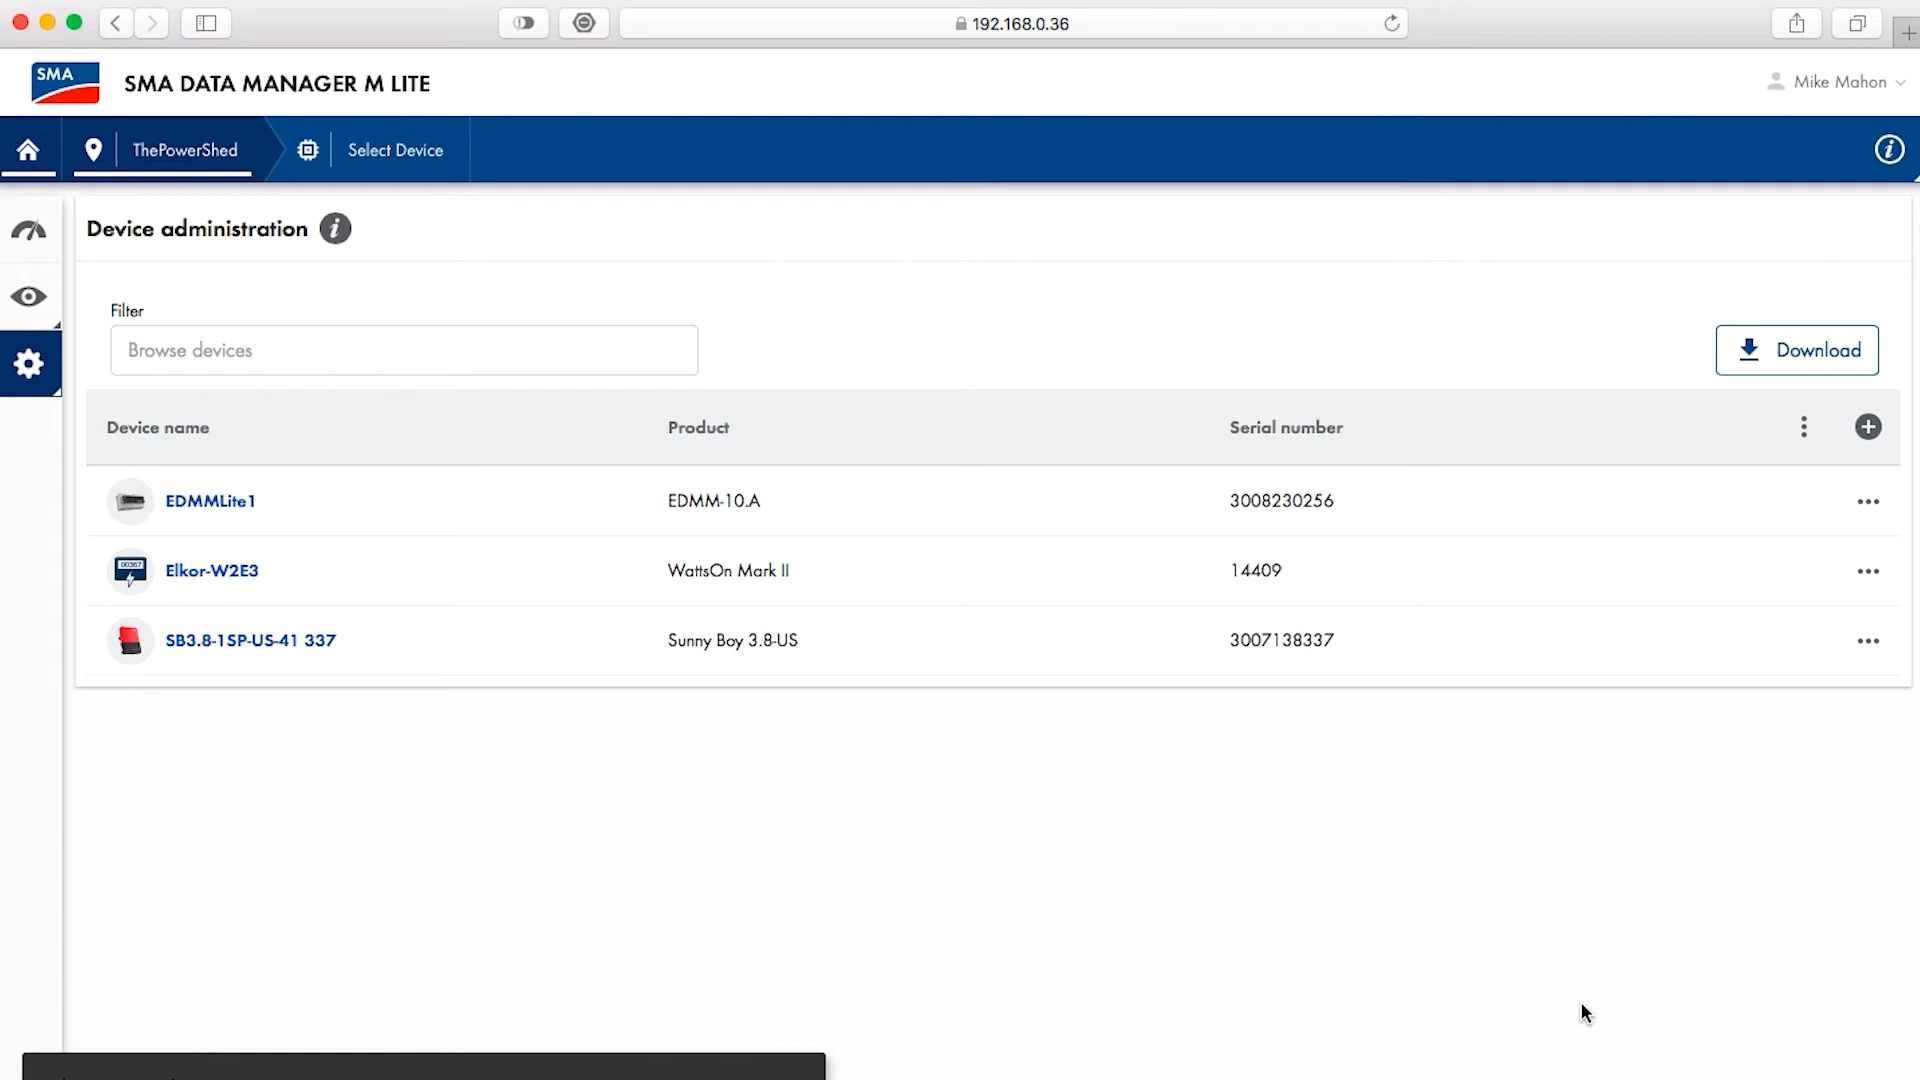 192.168.0.36
SMA
SMA DATA MANAGER M LITE
Mike Mahon
ThePowerShed
Select Device
Device administration
Filter
Browse devices
Download
Device name Product Serial number
EDMMLite1 EDMM-10.A 3008230256
Elkor-W2E3 WattsOn Mark II 14409
SB3.8-1SP-US-41 337 Sunny Boy 3.8-US 3007138337